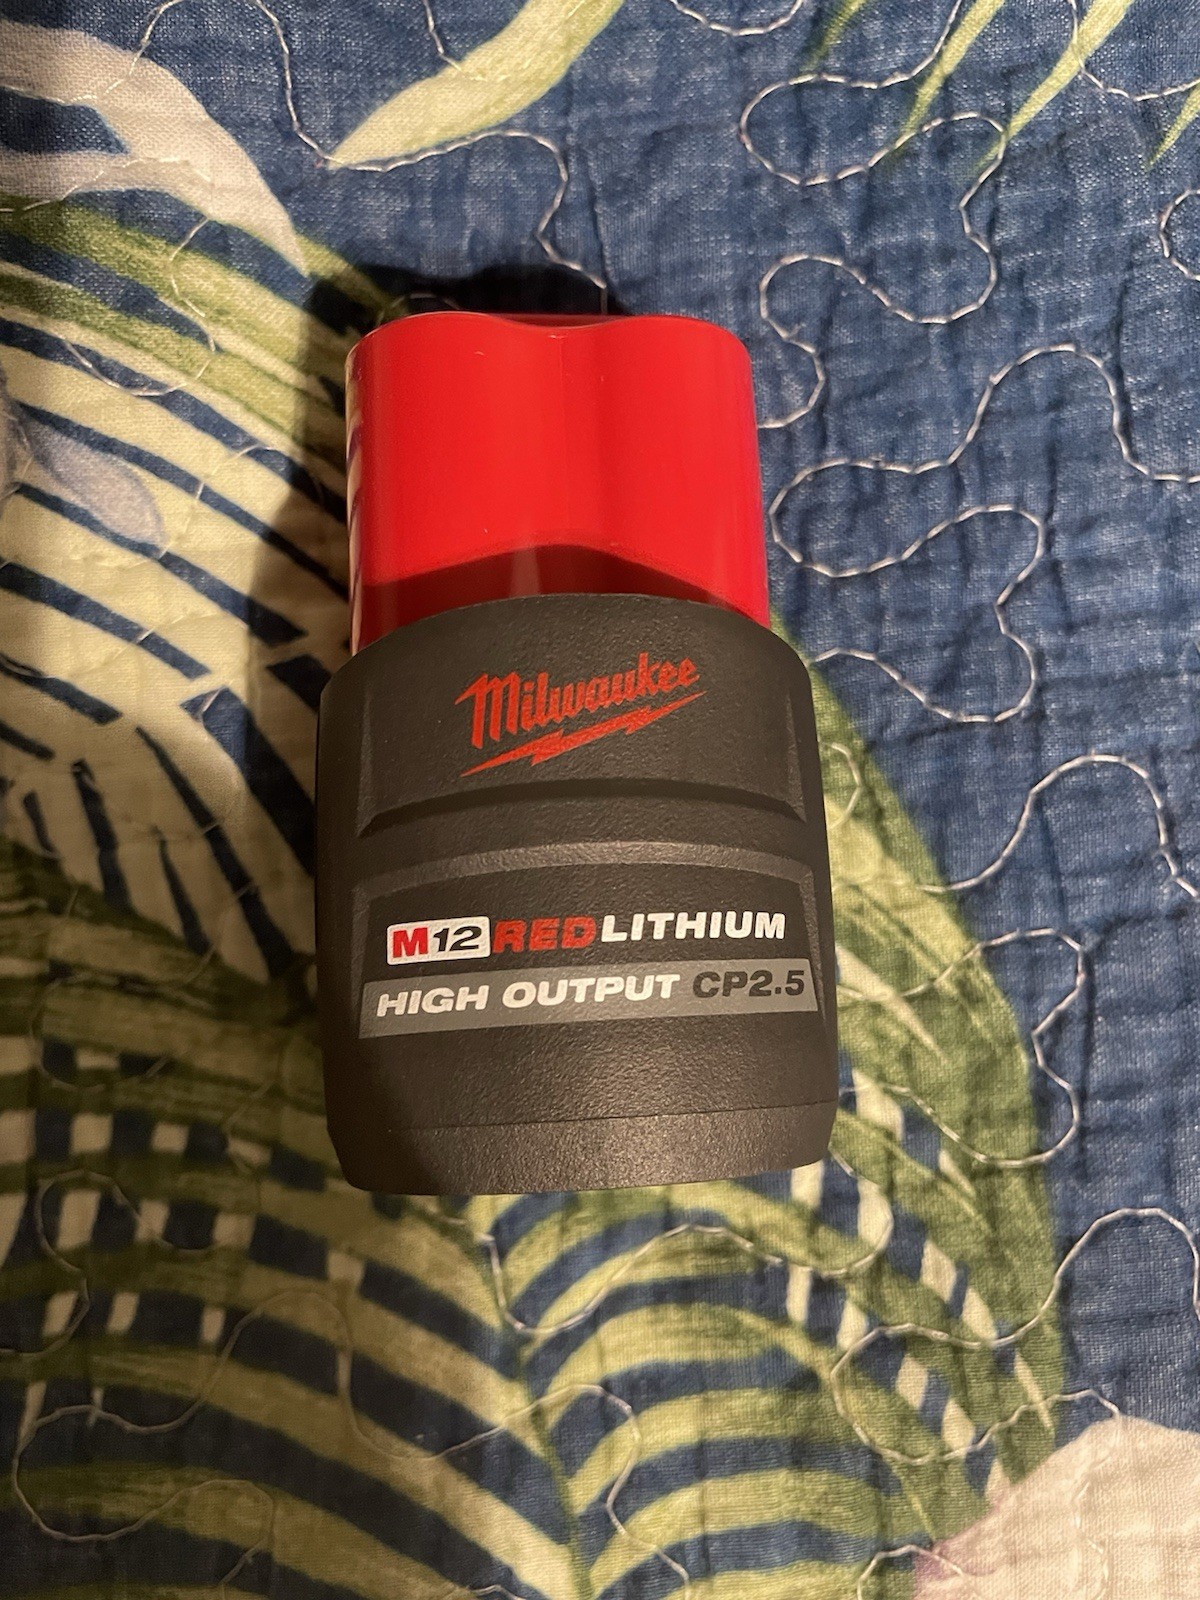 Milwaukee
M12 REDLITHIUM
HIGH OUTPUT CP2.5